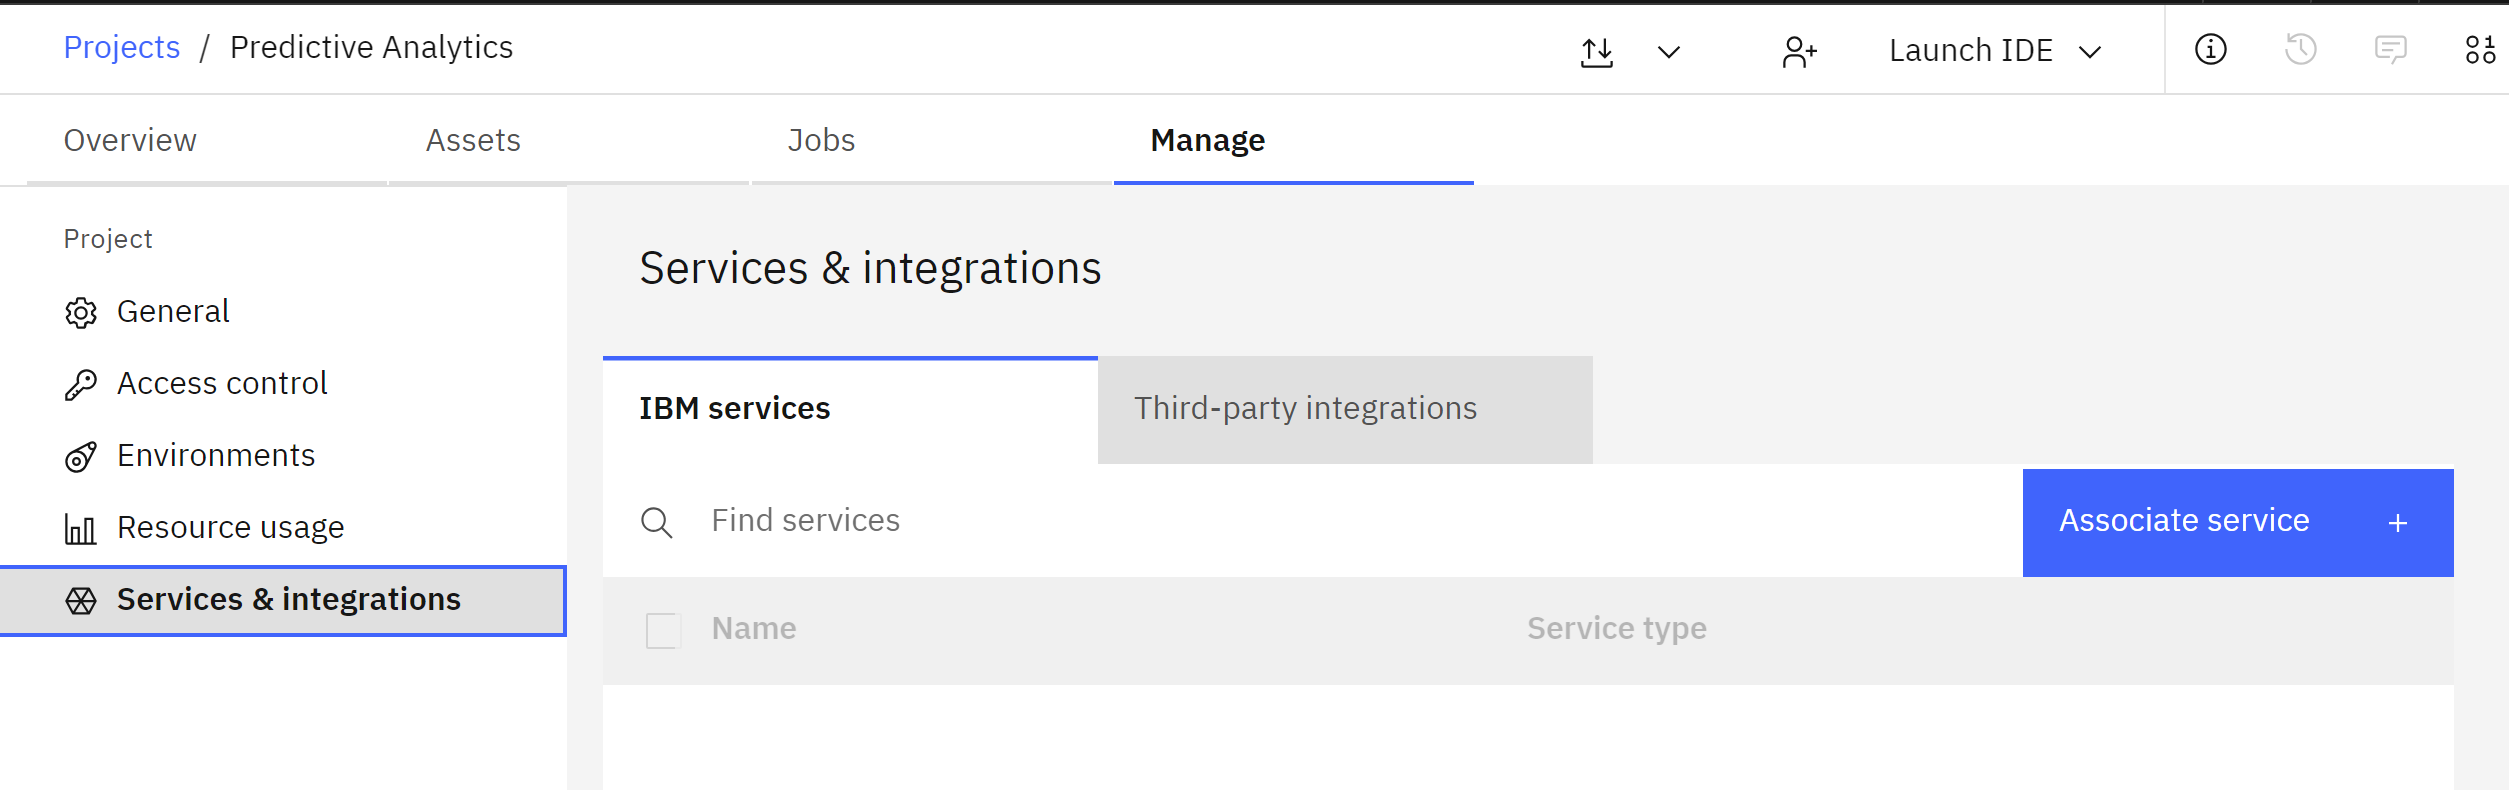 Projects / Predictive Analytics
Launch IDE
Overview
Assets
Jobs
Manage
Project
General
Access control
Environments
Resource usage
Services & integrations
Services & integrations
IBM services
Third-party integrations
Find services
Associate service +
Name
Service type